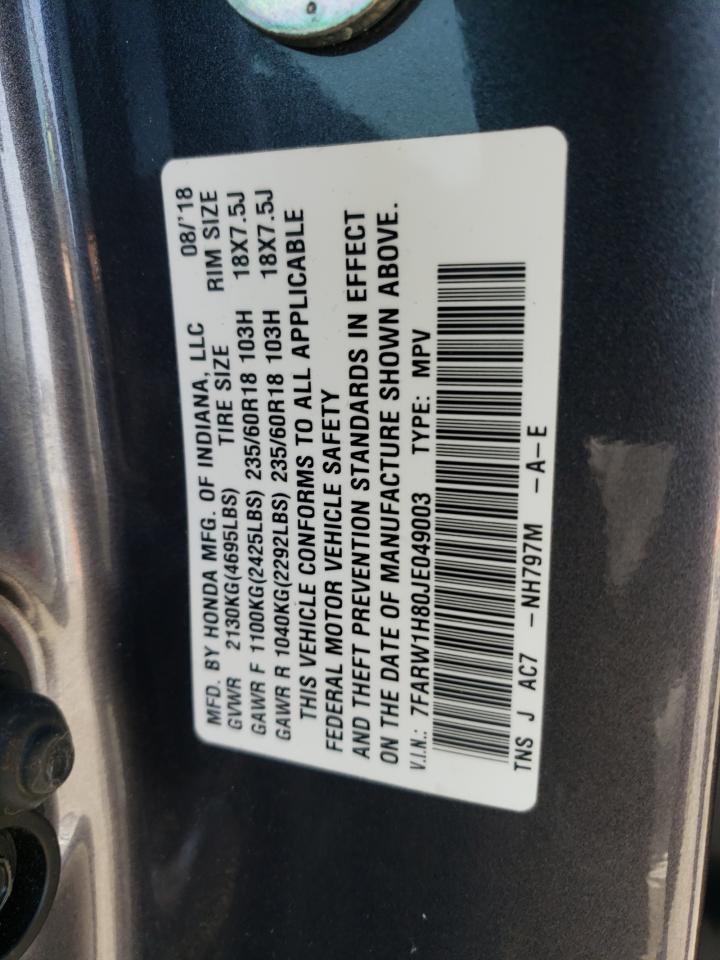 MFD. BY HONDA MFG. OF INDIANA, LLC 08/'18
GVWR 2130KG(4695LBS) TIRE SIZE RIM SIZE
GAWR F 1100KG(2425LBS) 235/60R18 103H 18X7.5J
GAWR R 1040KG(2292LBS) 235/60R18 103H 18X7.5J
THIS VEHICLE CONFORMS TO ALL APPLICABLE
FEDERAL MOTOR VEHICLE SAFETY
AND THEFT PREVENTION STANDARDS IN EFFECT
ON THE DATE OF MANUFACTURE SHOWN ABOVE.
V.I.N.: 7FARW1H80JE049003 TYPE: MPV
TNS J AC7 -NH797M -A-E